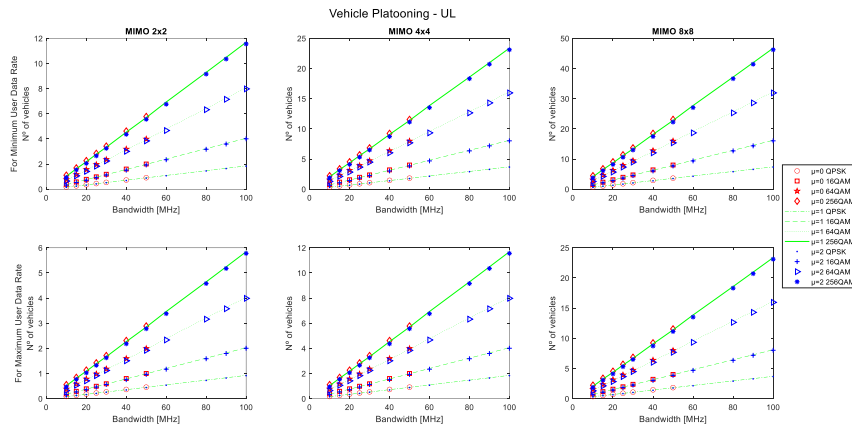 Vehicle Platooning - UL
MIMO 2x2
12
10
8
6
4
2
0
0 20 40 60 80 100
Bandwidth [MHz]
For Minimum User Data Rate
Nº of vehicles
MIMO 4x4
25
20
15
10
5
0
0 20 40 60 80 100
Bandwidth [MHz]
Nº of vehicles
MIMO 8x8
50
40
30
20
10
0
0 20 40 60 80 100
Bandwidth [MHz]
Nº of vehicles
6
5
4
3
2
1
0
0 20 40 60 80 100
Bandwidth [MHz]
For Maximum User Data Rate
Nº of vehicles
12
10
8
6
4
2
0
0 20 40 60 80 100
Bandwidth [MHz]
Nº of vehicles
25
20
15
10
5
0
0 20 40 60 80 100
Bandwidth [MHz]
Nº of vehicles
μ=0 QPSK
μ=0 16QAM
μ=0 64QAM
μ=0 256QAM
μ=1 QPSK
μ=1 16QAM
μ=1 64QAM
μ=1 256QAM
μ=2 QPSK
μ=2 16QAM
μ=2 64QAM
μ=2 256QAM